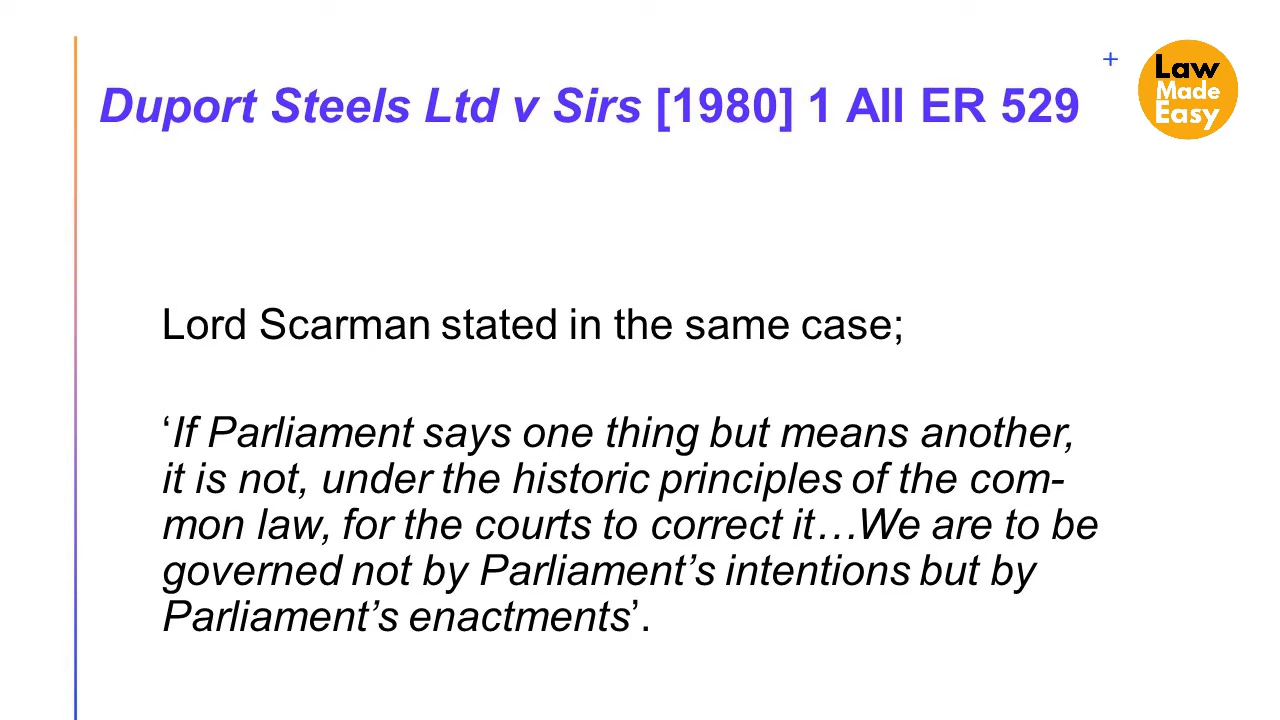 +
Law
Made
Easy
Duport Steels Ltd v Sirs [1980] 1 All ER 529
Lord Scarman stated in the same case;
‘If Parliament says one thing but means another,
it is not, under the historic principles of the com-
mon law, for the courts to correct it…We are to be
governed not by Parliament’s intentions but by
Parliament’s enactments’.